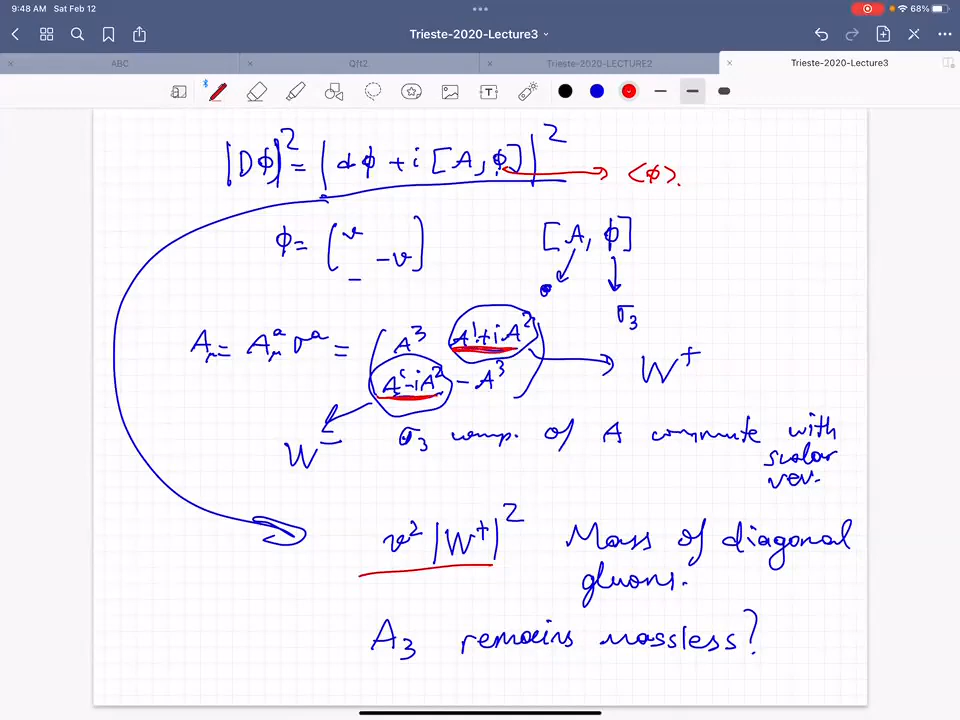 9:48 AM Sat Feb 12
68%
Trieste-2020-Lecture3
ABC
Qft2
Trieste-2020-LECTURE2
Trieste-2020-Lecture3
|Dϕ|² = |dϕ + i [A, ϕ]|² → <ϕ>.
ϕ = [v -v] [A, ϕ]
σ₃
A_μ = A_μ^a σ^a = ( A³ A¹+iA²
A¹-iA² -A³ ) → W⁺
W⁻
σ₃ comp. of A commute with
scalar
vev.
v² |W⁺|² Mass of diagonal
gluons.
A₃ remains massless?